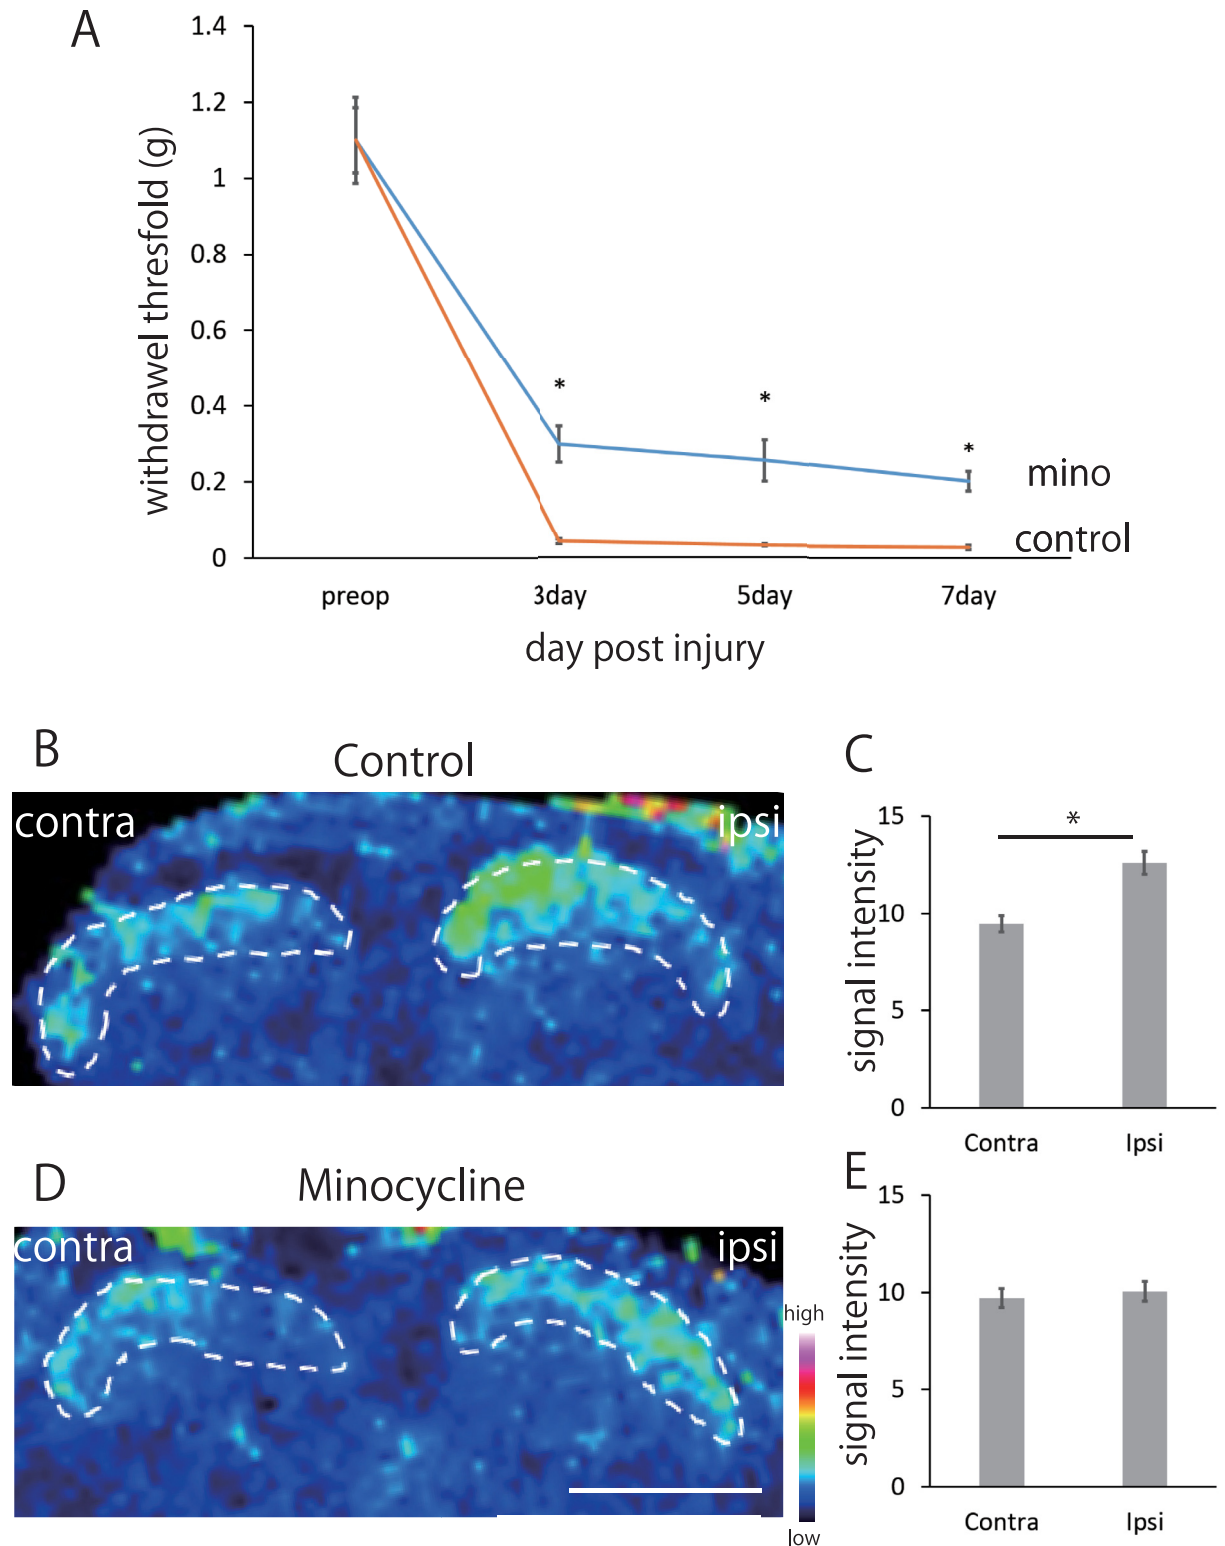 A
withdrawel thresfold (g)
1.4
1.2
1
0.8
0.6
0.4
0.2
0
*
*
*
mino
control
preop 3day 5day 7day
day post injury
B
Control
contra ipsi
C
signal intensity
15
10
5
0
*
Contra Ipsi
D
Minocycline
contra ipsi
high
low
E
signal intensity
15
10
5
0
Contra Ipsi